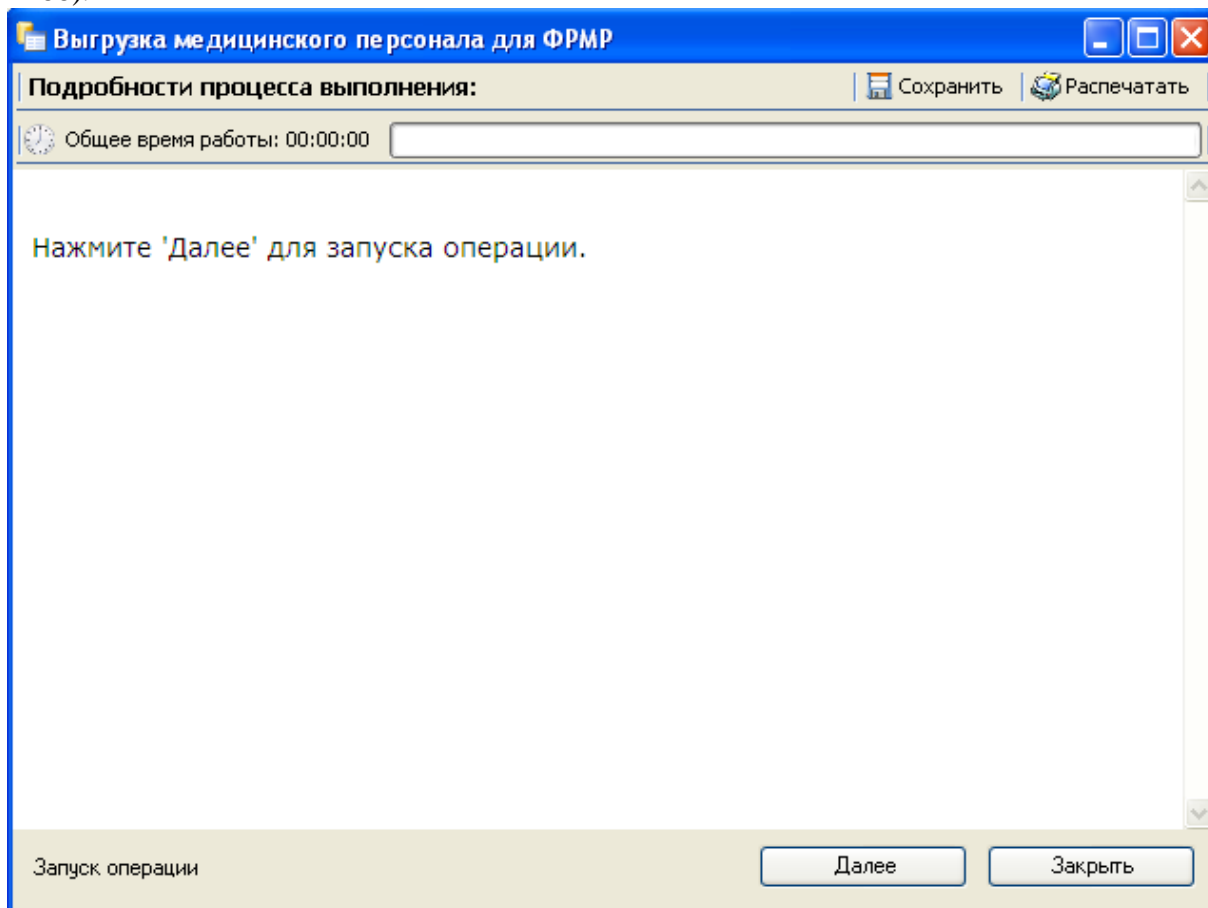 Выгрузка медицинского персонала для ФРМР
Подробности процесса выполнения: Сохранить Распечатать
Общее время работы: 00:00:00
Нажмите 'Далее' для запуска операции.
Запуск операции Далее Закрыть